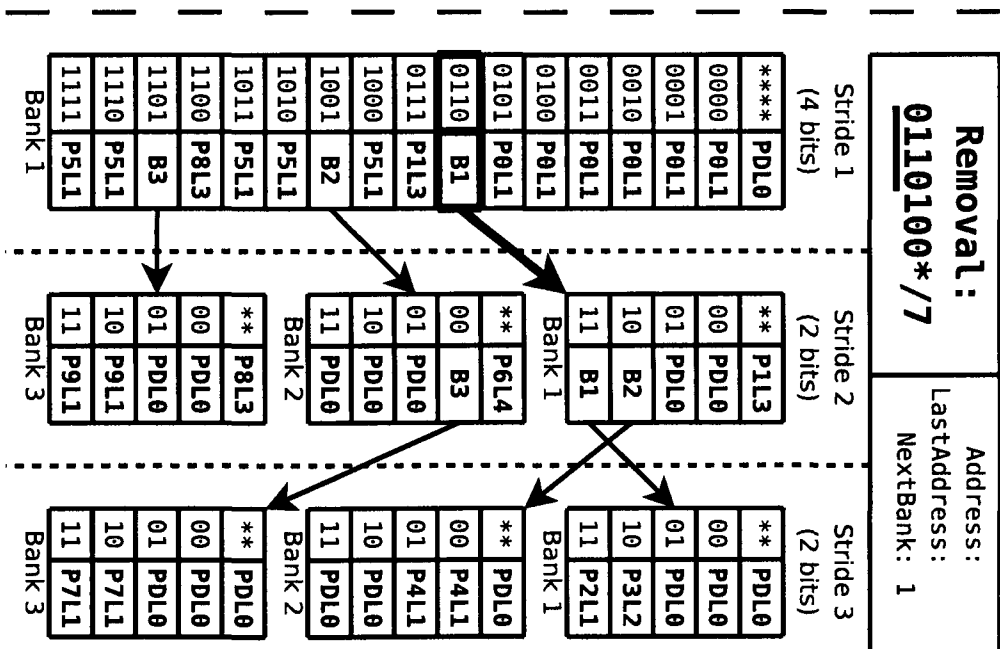 Removal:
0110100*/7
Address:
LastAddress:
NextBank: 1
Stride 1
(4 bits)
**** PDL0
0000 P0L1
0001 P0L1
0010 P0L1
0011 P0L1
0100 P0L1
0101 P0L1
0110 B1
0111 P1L3
1000 P5L1
1001 B2
1010 P5L1
1011 P5L1
1100 P8L3
1101 B3
1110 P5L1
1111 P5L1
Bank 1
Stride 2
(2 bits)
** P1L3
00 PDL0
01 PDL0
10 B2
11 B1
Bank 1
** P6L4
00 B3
01 PDL0
10 PDL0
11 PDL0
Bank 2
** P8L3
00 PDL0
01 PDL0
10 P9L1
11 P9L1
Bank 3
Stride 3
(2 bits)
** PDL0
00 PDL0
01 PDL0
10 P3L2
11 P2L1
Bank 1
** PDL0
00 P4L1
01 P4L1
10 PDL0
11 PDL0
Bank 2
** PDL0
00 PDL0
01 PDL0
10 P7L1
11 P7L1
Bank 3